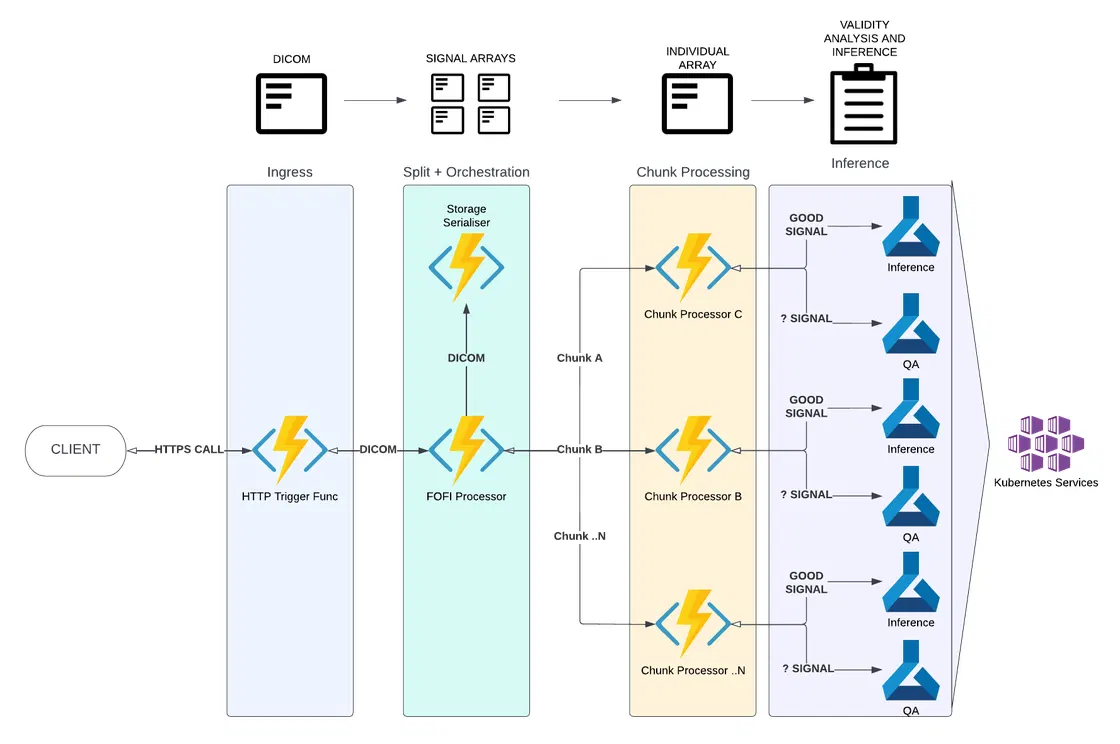 DICOM
SIGNAL ARRAYS
INDIVIDUAL
ARRAY
VALIDITY
ANALYSIS AND
INFERENCE
Ingress
Split + Orchestration
Chunk Processing
Inference
Storage
Serialiser
DICOM
CLIENT
HTTPS CALL
HTTP Trigger Func
DICOM
FOFI Processor
Chunk A
Chunk B
Chunk ..N
Chunk Processor C
Chunk Processor B
Chunk Processor ..N
GOOD
SIGNAL
Inference
? SIGNAL
QA
GOOD
SIGNAL
Inference
? SIGNAL
QA
GOOD
SIGNAL
Inference
? SIGNAL
QA
Kubernetes Services